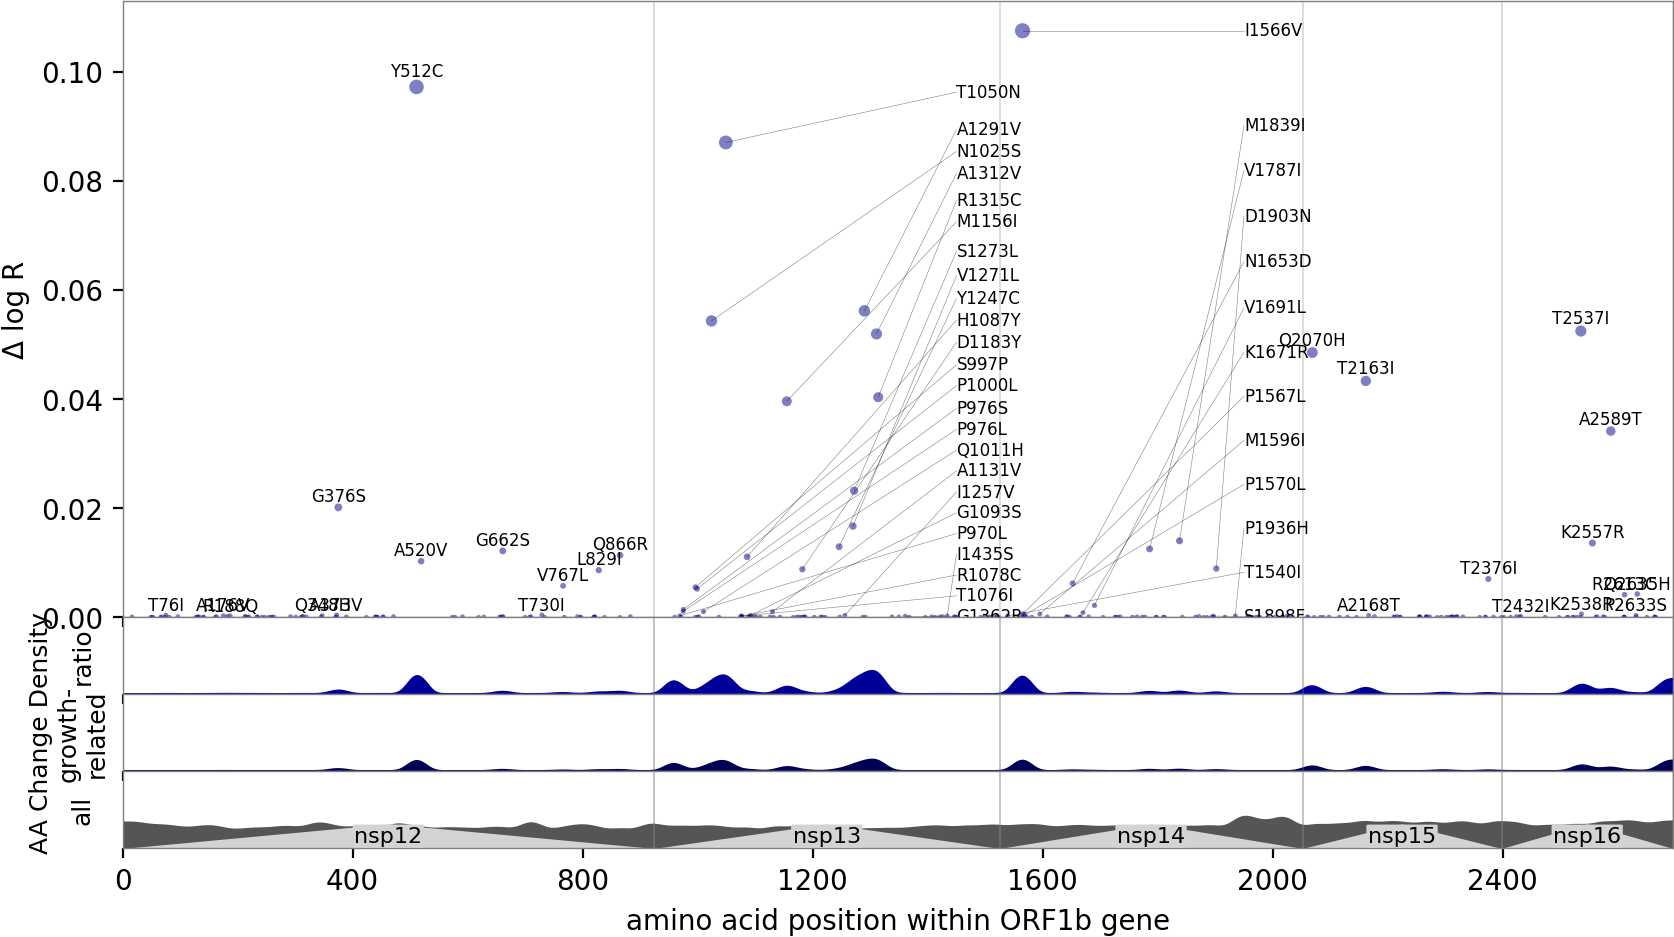 I1566V
Y512C
0.10
T1050N
M1839I
A1291V
N1025S
A1312V
V1787I
0.08
R1315C
D1903N
M1156I
S1273L
N1653D
V1271L
0.06
Y1247C
V1691L
H1087Y
T2537I
D1183Y
Q2070H
K1671R
S997P
T2163I
P1000L
P1567L
0.04
P976S
A2589T
P976L
M1596I
Q1011H
A1131V
P1570L
G376S
I1257V
0.02
G1093S
P1936H
K2557R
P970L
G662S
Q866R
A520V
I1435S
L829I
T2376I
V767L
R1078C
T1540I
T1076I
T76I
T730I
A2168T
T2432I
K2538R
P2633S
G1362R
0.00
Δ log R
AA Change Density
ratio
growth-
related
all
nsp12
nsp13
nsp14
nsp15
nsp16
0 400 800 1200 1600 2000 2400
amino acid position within ORF1b gene